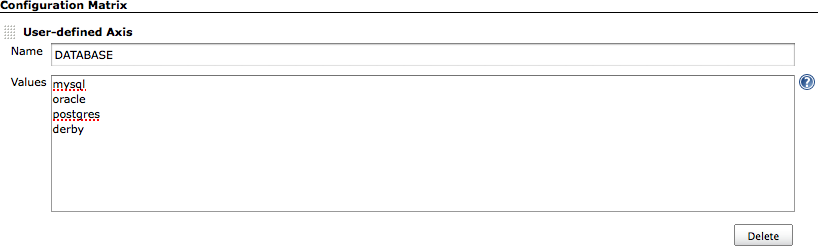 Configuration Matrix
User-defined Axis
Name DATABASE
Values mysql
oracle
postgres
derby
?
Delete